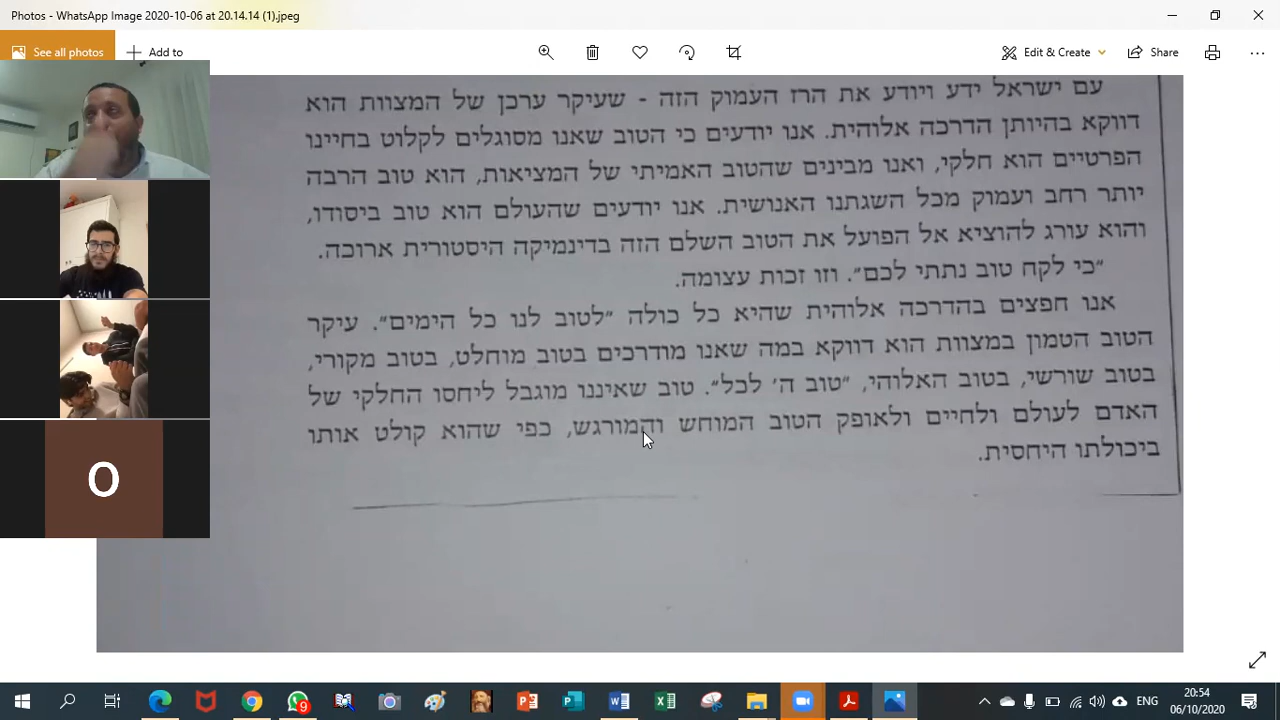 Photos - WhatsApp Image 2020-10-06 at 20.14.14 (1).jpeg
See all photos
Add to
Edit & Create
Share
עם ישראל ידע ויודע את הרז העמוק הזה - שעיקר ערכן של המצוות הוא
דווקא בהיותן הדרכה אלוהית. אנו יודעים כי הטוב שאנו מסוגלים לקלוט בחיינו
הפרטיים הוא חלקי, ואנו מבינים שהטוב האמיתי של המציאות, הוא טוב הרבה
יותר רחב ועמוק מכל השגתנו האנושית. אנו יודעים שהעולם הוא טוב ביסודו,
והוא עורג להוציא אל הפועל את הטוב השלם הזה בדינמיקה היסטורית ארוכה.
"כי לקח טוב נתתי לכם". וזו זכות עצומה.
אנו חפצים בהדרכה אלוהית שהיא כל כולה "לטוב לנו כל הימים". עיקר
הטוב הטמון במצוות הוא דווקא במה שאנו מודרכים בטוב מוחלט, בטוב מקורי,
בטוב שורשי, בטוב האלוהי, "טוב ה' לכל". טוב שאיננו מוגבל ליחסו החלקי של
האדם לעולם ולחיים ולאופק הטוב המוחש והמורגש, כפי שהוא קולט אותו
ביכולתו היחסית.
O
9
ENG
20:54
06/10/2020